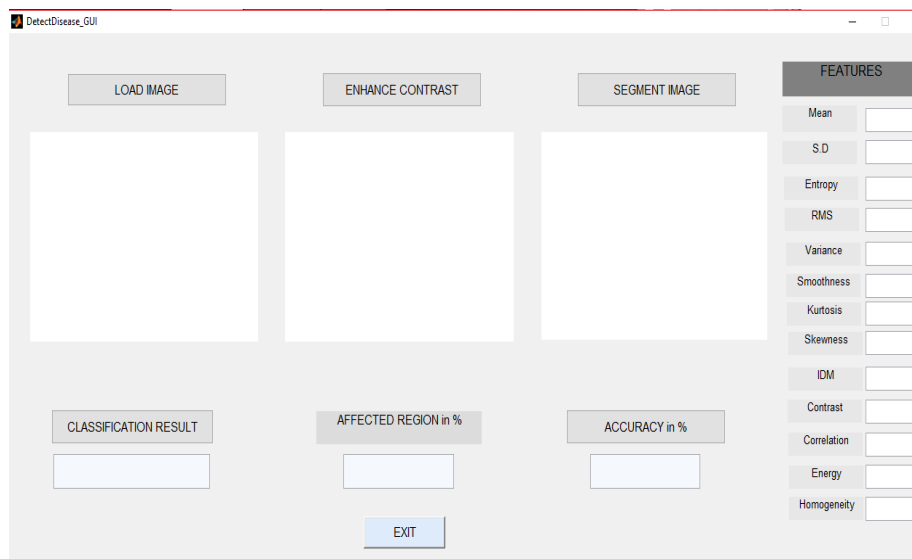 DetectDisease_GUI
LOAD IMAGE
ENHANCE CONTRAST
SEGMENT IMAGE
FEATURES
Mean
S.D
Entropy
RMS
Variance
Smoothness
Kurtosis
Skewness
IDM
Contrast
Correlation
Energy
Homogeneity
CLASSIFICATION RESULT
AFFECTED REGION in %
ACCURACY in %
EXIT